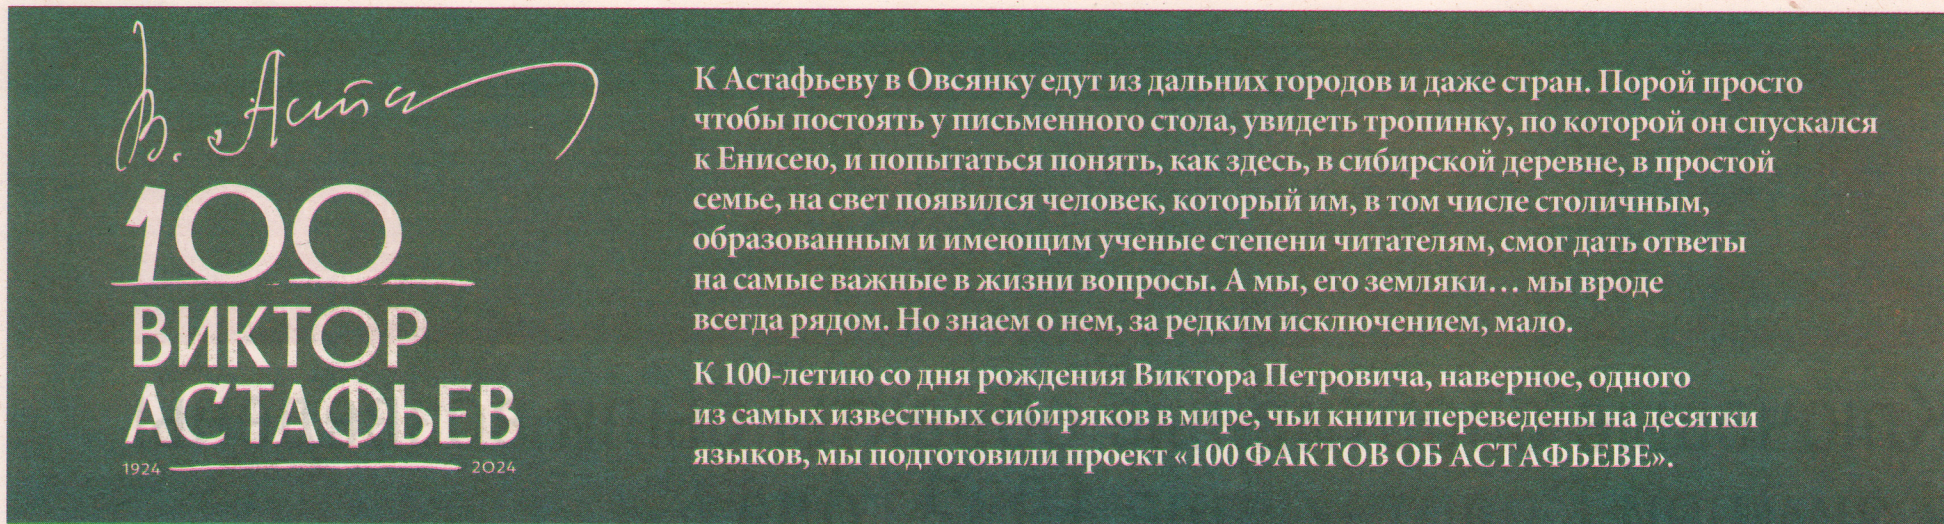 В. Аста
100
ВИКТОР
АСТАФЬЕВ
1924 2024
К Астафьеву в Овсянку едут из дальних городов и даже стран. Порой просто
чтобы постоять у письменного стола, увидеть тропинку, по которой он спускался
к Енисею, и попытаться понять, как здесь, в сибирской деревне, в простой
семье, на свет появился человек, который им, в том числе столичным,
образованным и имеющим ученые степени читателям, смог дать ответы
на самые важные в жизни вопросы. А мы, его земляки... мы вроде
всегда рядом. Но знаем о нем, за редким исключением, мало.
К 100-летию со дня рождения Виктора Петровича, наверное, одного
из самых известных сибиряков в мире, чьи книги переведены на десятки
языков, мы подготовили проект «100 ФАКТОВ ОБ АСТАФЬЕВЕ».